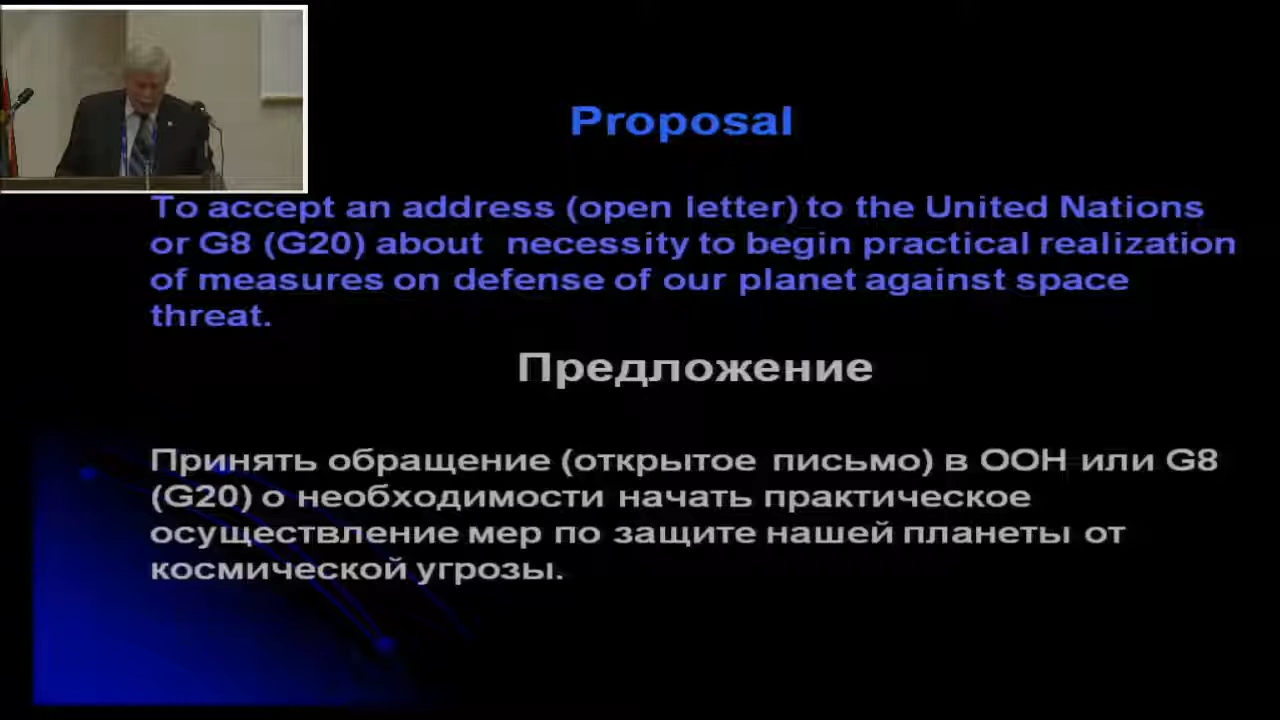 Proposal
To accept an address (open letter) to the United Nations
or G8 (G20) about necessity to begin practical realization
of measures on defense of our planet against space
threat.
Предложение
Принять обращение (открытое письмо) в ООН или G8
(G20) о необходимости начать практическое
осуществление мер по защите нашей планеты от
космической угрозы.